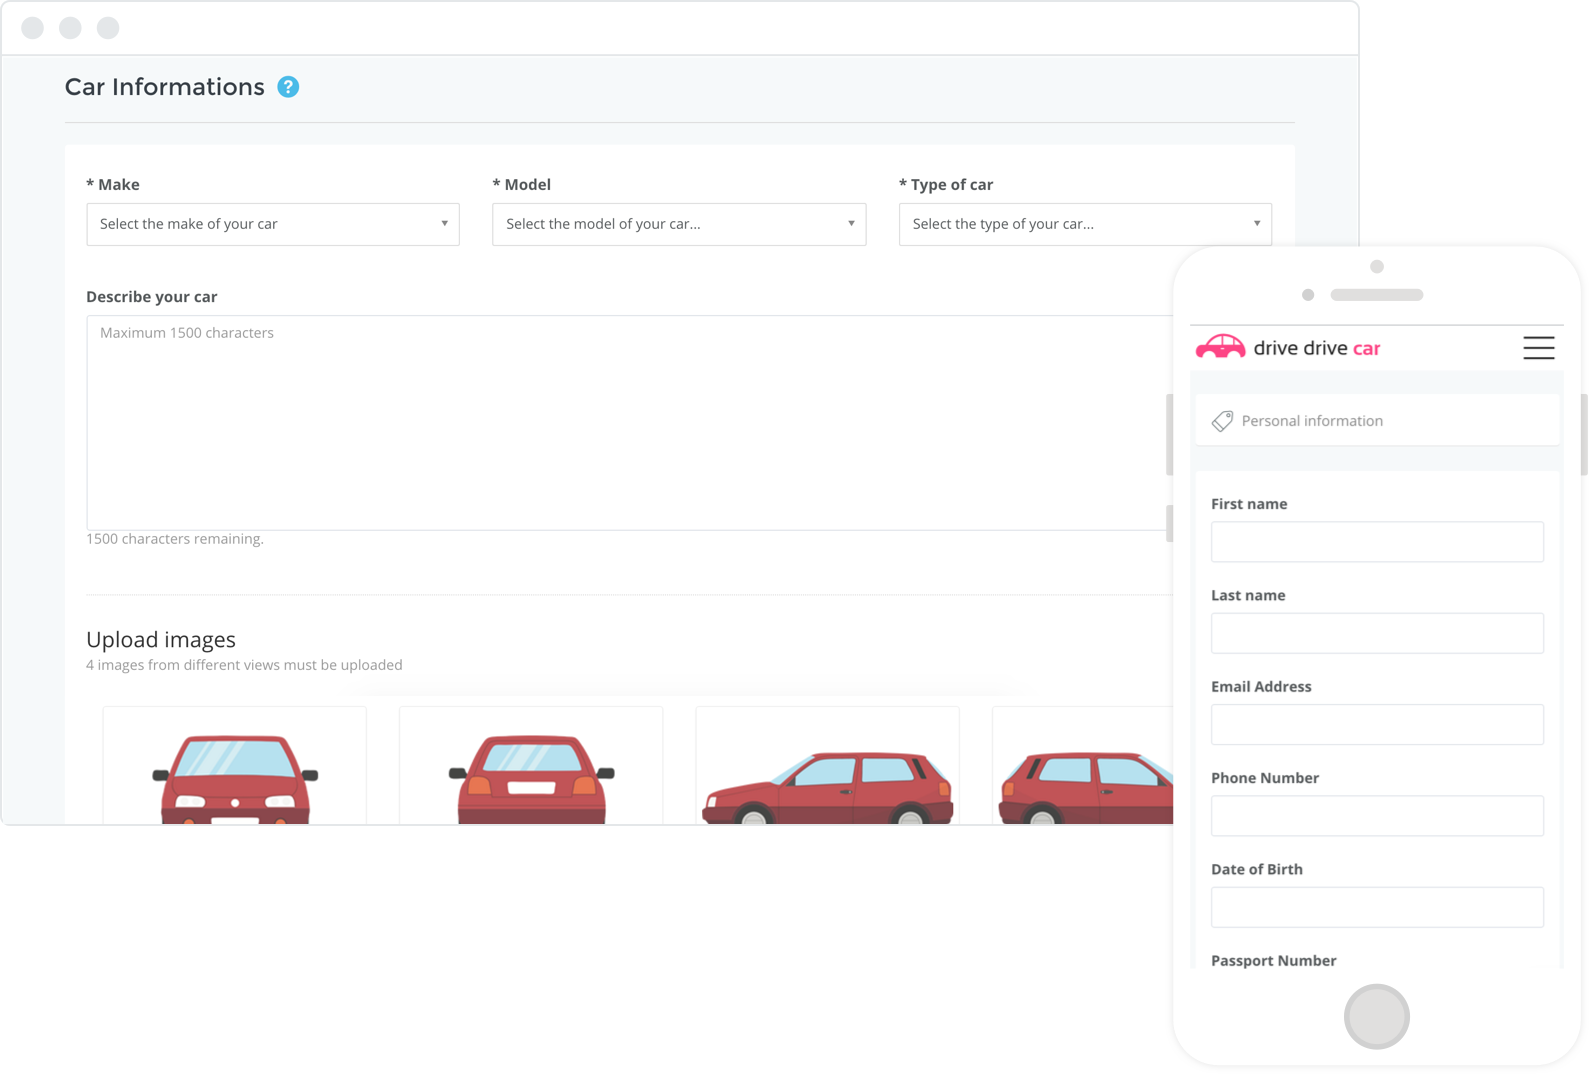 Car Informations ?
* Make
* Model
* Type of car
Select the make of your car
Select the model of your car...
Select the type of your car...
Describe your car
Maximum 1500 characters
1500 characters remaining.
Upload images
4 images from different views must be uploaded
drive drive car
Personal information
First name
Last name
Email Address
Phone Number
Date of Birth
Passport Number